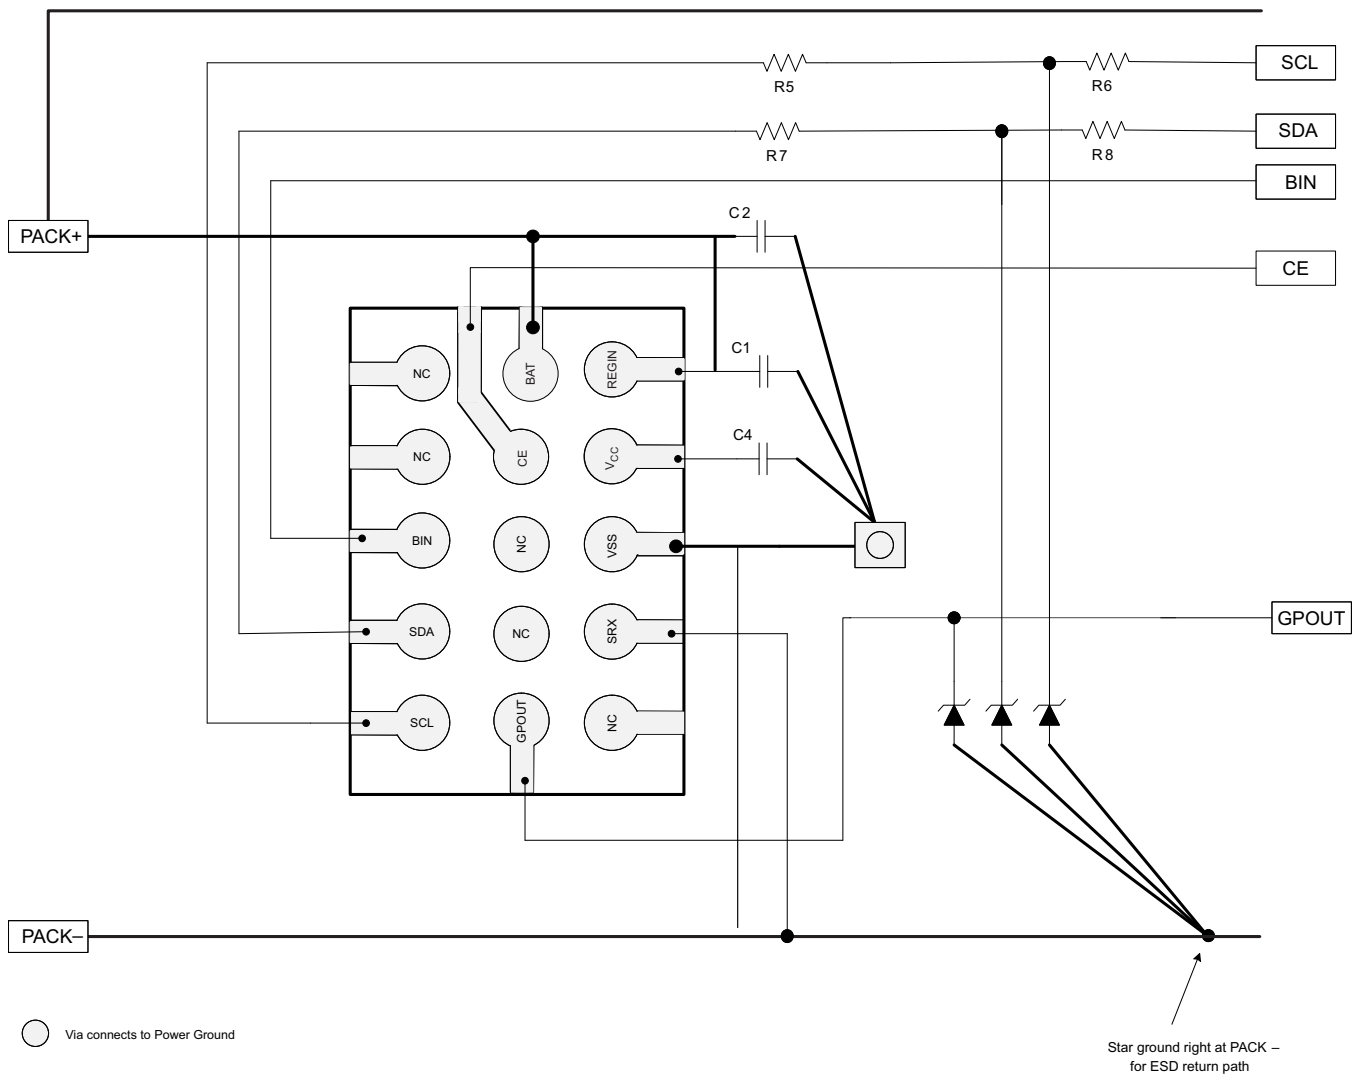 SCL
R5
R6
SDA
R7
R8
BIN
C2
PACK+
CE
C1
NC
BAT
REGIN
C4
NC
CE
VCC
BIN
NC
VSS
GPOUT
SDA
NC
SRX
SCL
GPOUT
NC
PACK–
Via connects to Power Ground
Star ground right at PACK –
for ESD return path